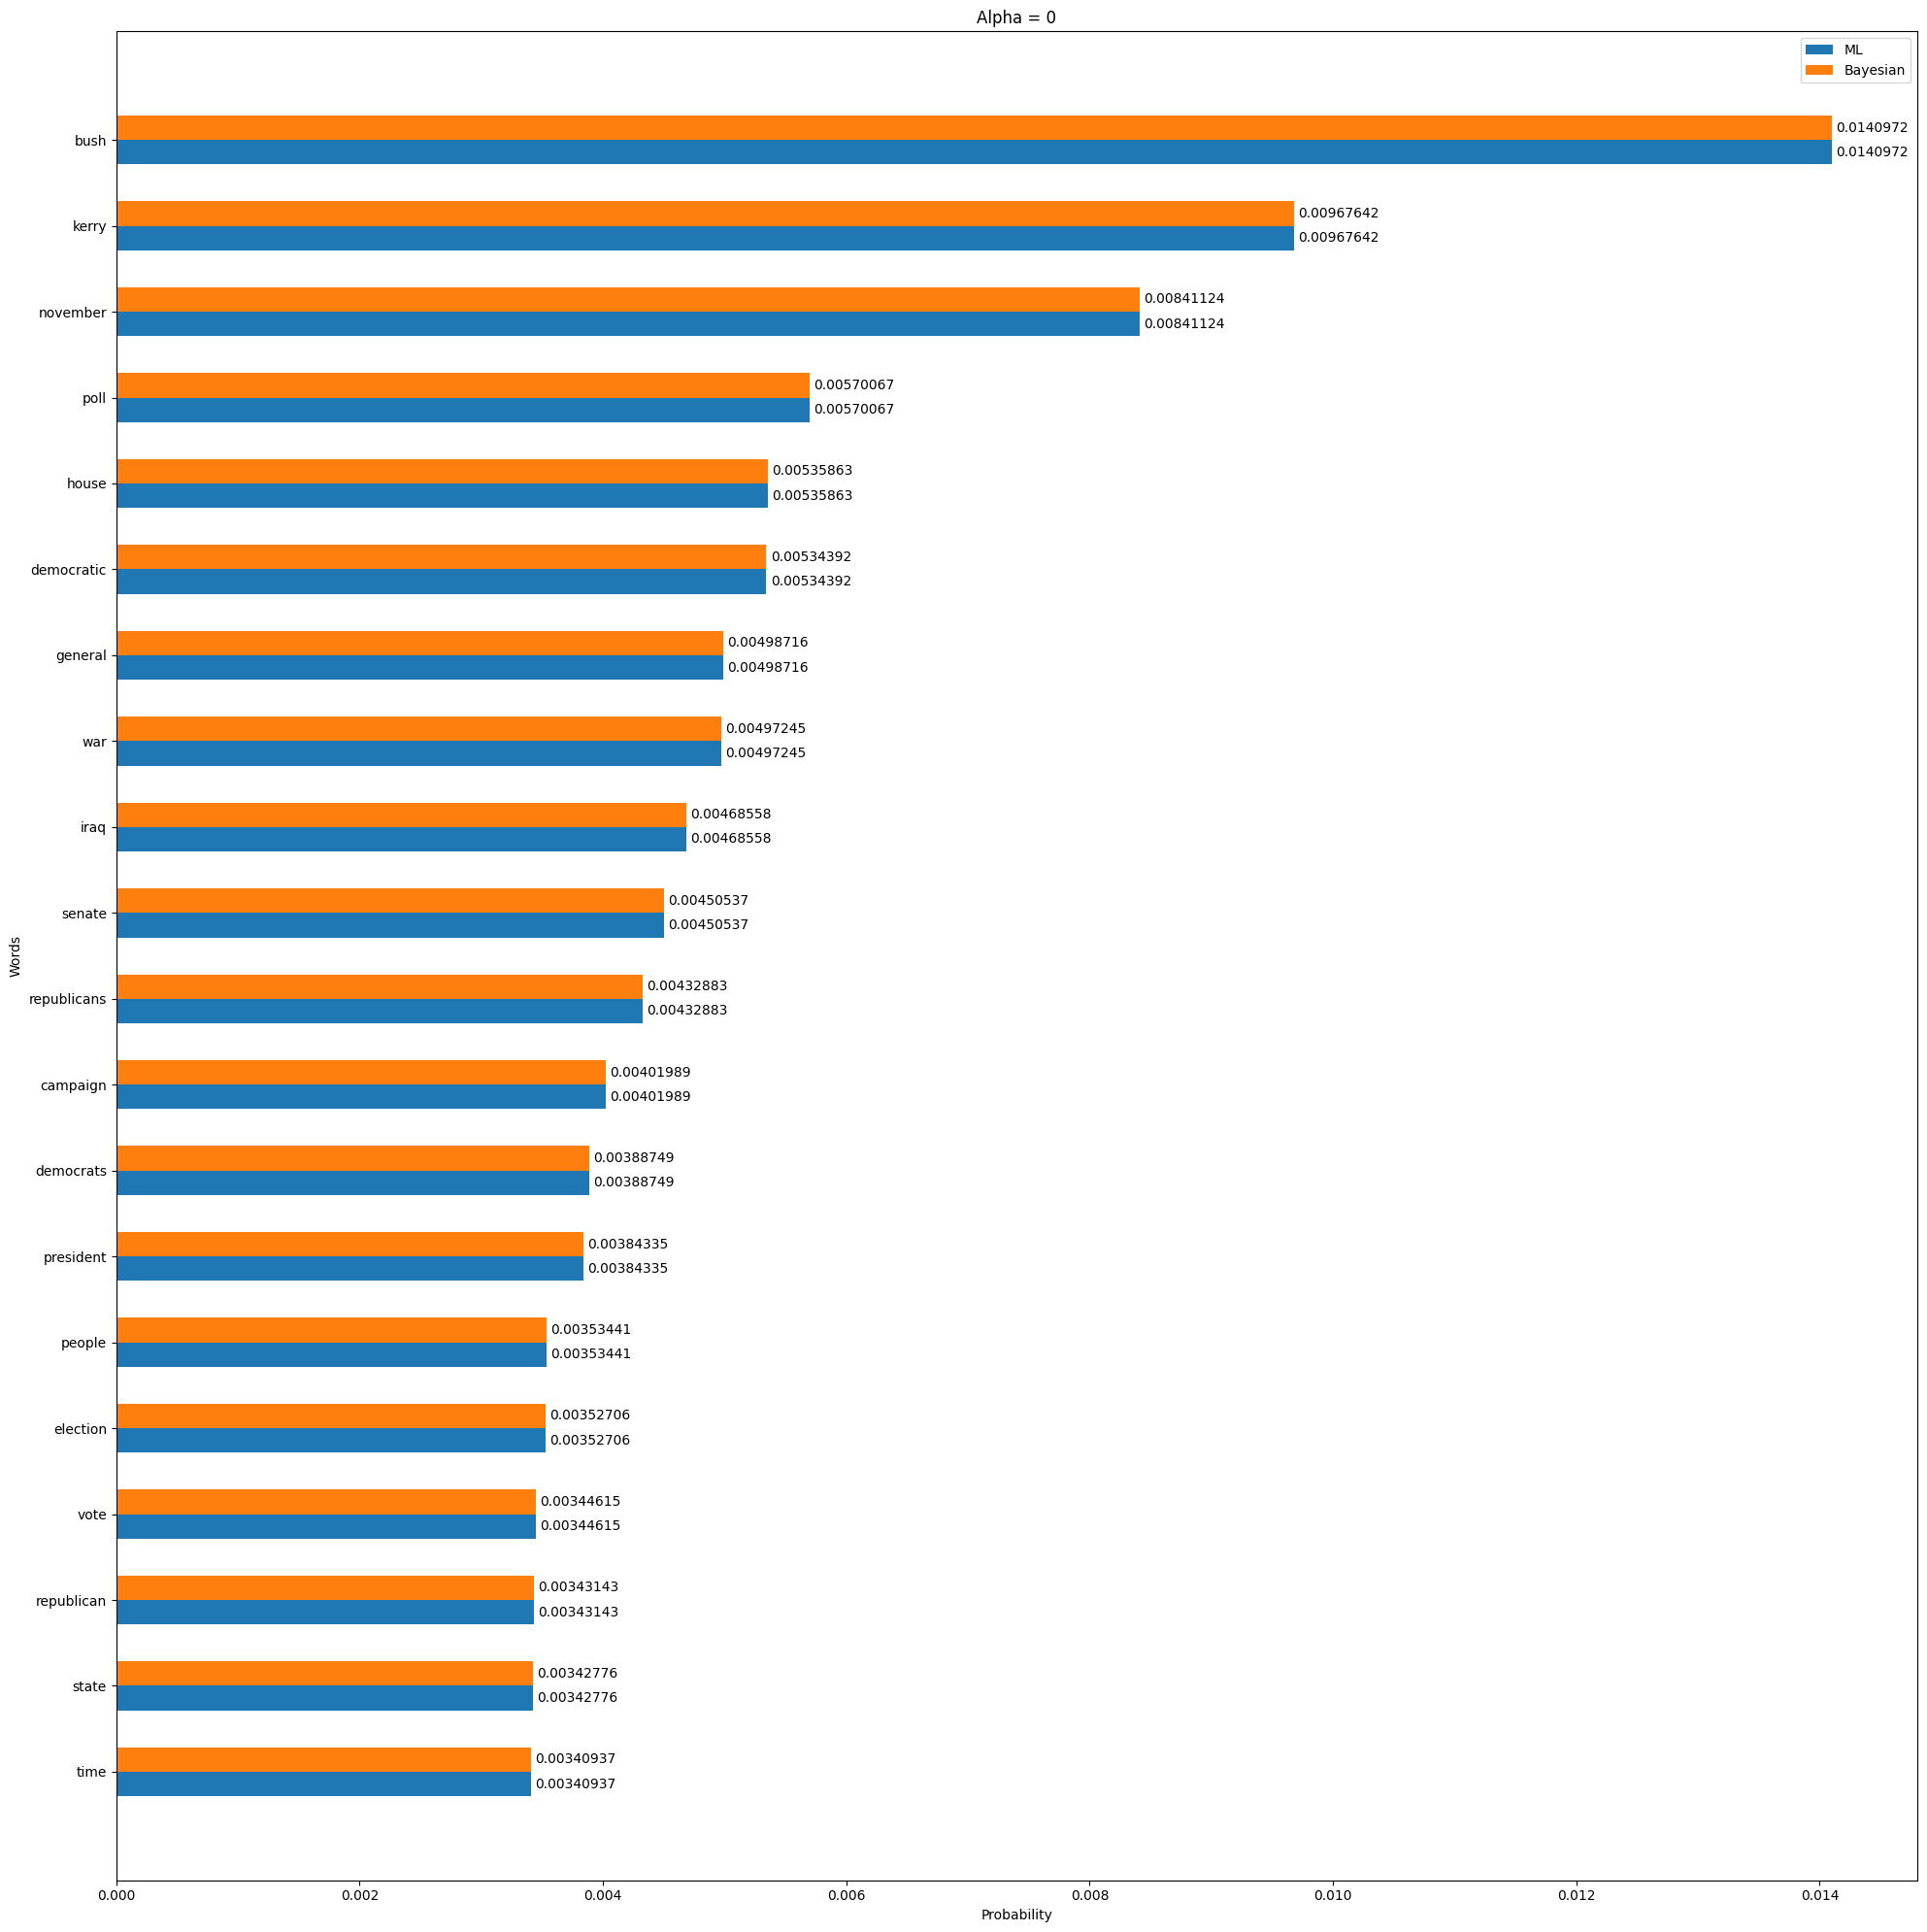 Alpha = 0
ML
Bayesian
bush
0.0140972
0.0140972
kerry
0.00967642
0.00967642
november
0.00841124
0.00841124
poll
0.00570067
0.00570067
house
0.00535863
0.00535863
democratic
0.00534392
0.00534392
general
0.00498716
0.00498716
war
0.00497245
0.00497245
iraq
0.00468558
0.00468558
senate
0.00450537
0.00450537
Words
republicans
0.00432883
0.00432883
campaign
0.00401989
0.00401989
democrats
0.00388749
0.00388749
president
0.00384335
0.00384335
people
0.00353441
0.00353441
election
0.00352706
0.00352706
vote
0.00344615
0.00344615
republican
0.00343143
0.00343143
state
0.00342776
0.00342776
time
0.00340937
0.00340937
0.000 0.002 0.004 0.006 0.008 0.010 0.012 0.014
Probability